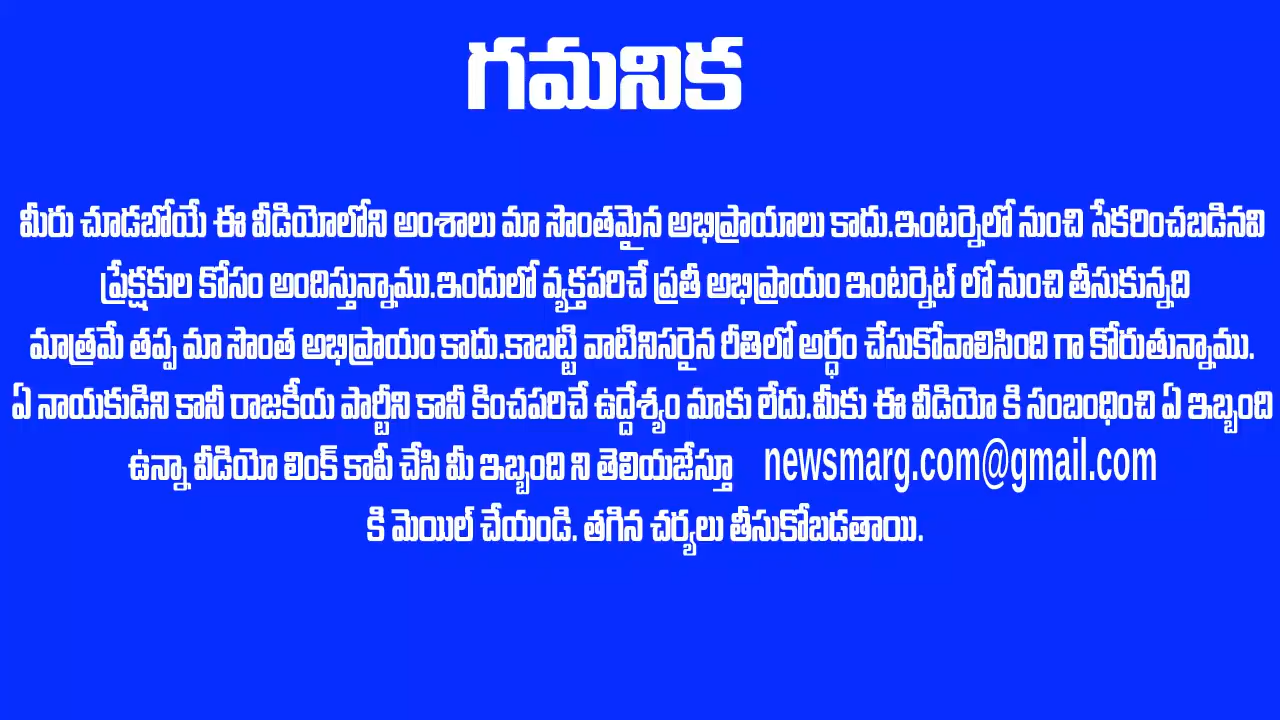 గమనిక
మీరు చూడబోయే ఈ వీడియోలోని అంశాలు మా సొంతమైన అభిప్రాయాలు కాదు.ఇంటర్నెలో నుంచి సేకరించబడినవి
ప్రేక్షకుల కోసం అందిస్తున్నాము.ఇందులో వ్యక్తపరిచే ప్రతీ అభిప్రాయం ఇంటర్నెట్ లో నుంచి తీసుకున్నది
మాత్రమే తప్ప మా సొంత అభిప్రాయం కాదు.కాబట్టి వాటినిసరైన రీతిలో అర్ధం చేసుకోవాలిసింది గా కోరుతున్నాము.
ఏ నాయకుడిని కానీ రాజకీయ పార్టీని కానీ కించపరిచే ఉద్దేశ్యం మాకు లేదు.మీకు ఈ వీడియో కి సంబంధించి ఏ ఇబ్బంది
ఉన్నా వీడియో లింక్ కాపీ చేసి మీ ఇబ్బంది ని తెలియజేస్తూ newsmarg.com@gmail.com
కి మెయిల్ చేయండి. తగిన చర్యలు తీసుకోబడతాయి.